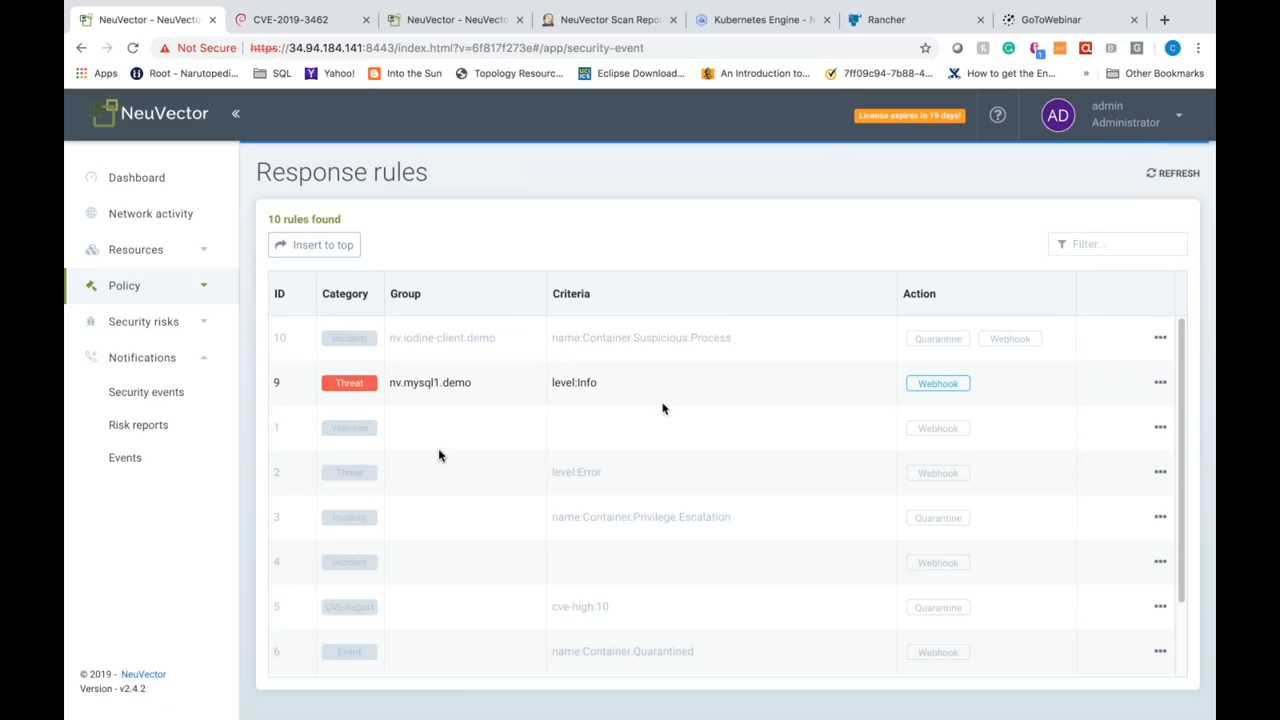 NeuVector - NeuVecto
CVE-2019-3462
NeuVector - NeuVecto
NeuVector Scan Repo
Kubernetes Engine - N
Rancher
GoToWebinar
Not Secure
https://34.94.184.141:8443/index.html?v=6f817f273e#/app/security-event
Apps
Root - Narutopedi...
SQL
Yahoo!
Into the Sun
Topology Resourc...
Eclipse Download...
An Introduction to...
7ff09c94-7b88-4...
How to get the En...
»
Other Bookmarks
NeuVector
«
License expires in 19 days!
AD
admin
Administrator
Dashboard
Network activity
Resources
Policy
Security risks
Notifications
Security events
Risk reports
Events
© 2019 - NeuVector
Version - v2.4.2
Response rules
REFRESH
10 rules found
Insert to top
Filter...
ID Category Group Criteria Action
10 Incident nv.iodine-client.demo name:Container.Suspicious.Process Quarantine Webhook
9 Threat nv.mysql1.demo level:Info Webhook
1 Violation Webhook
2 Threat level:Error Webhook
3 Incident name:Container.Privilege.Escalation Quarantine
4 Incident Webhook
5 CVE-Report cve-high:10 Quarantine
6 Event name:Container.Quarantined Webhook